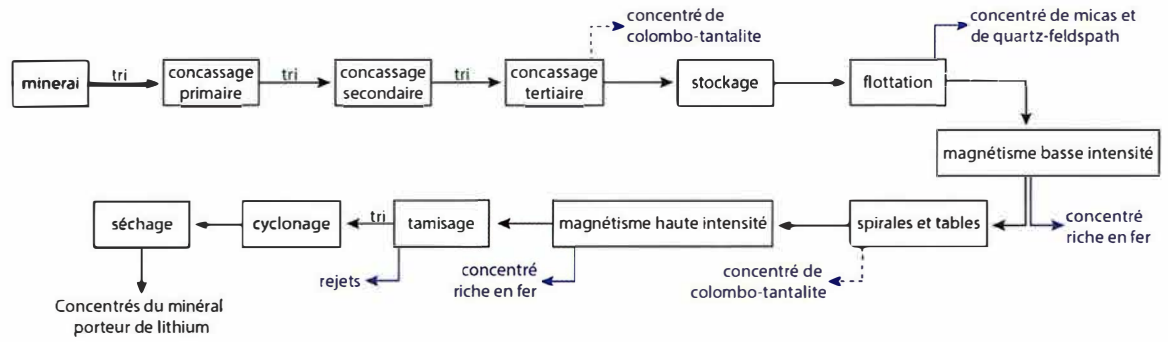 concentré de
colombo-tantalite
concentré de micas et
de quartz-feldspath
minerai
tri
concassage
primaire
tri
concassage
secondaire
tri
concassage
tertiaire
stockage
flottation
magnétisme basse intensité
concentré
riche en fer
spirales et tables
concentré de
colombo-tantalite
magnétisme haute intensité
concentré
riche en fer
tamisage
rejets
tri
cyclonage
séchage
Concentrés du minéral
porteur de lithium